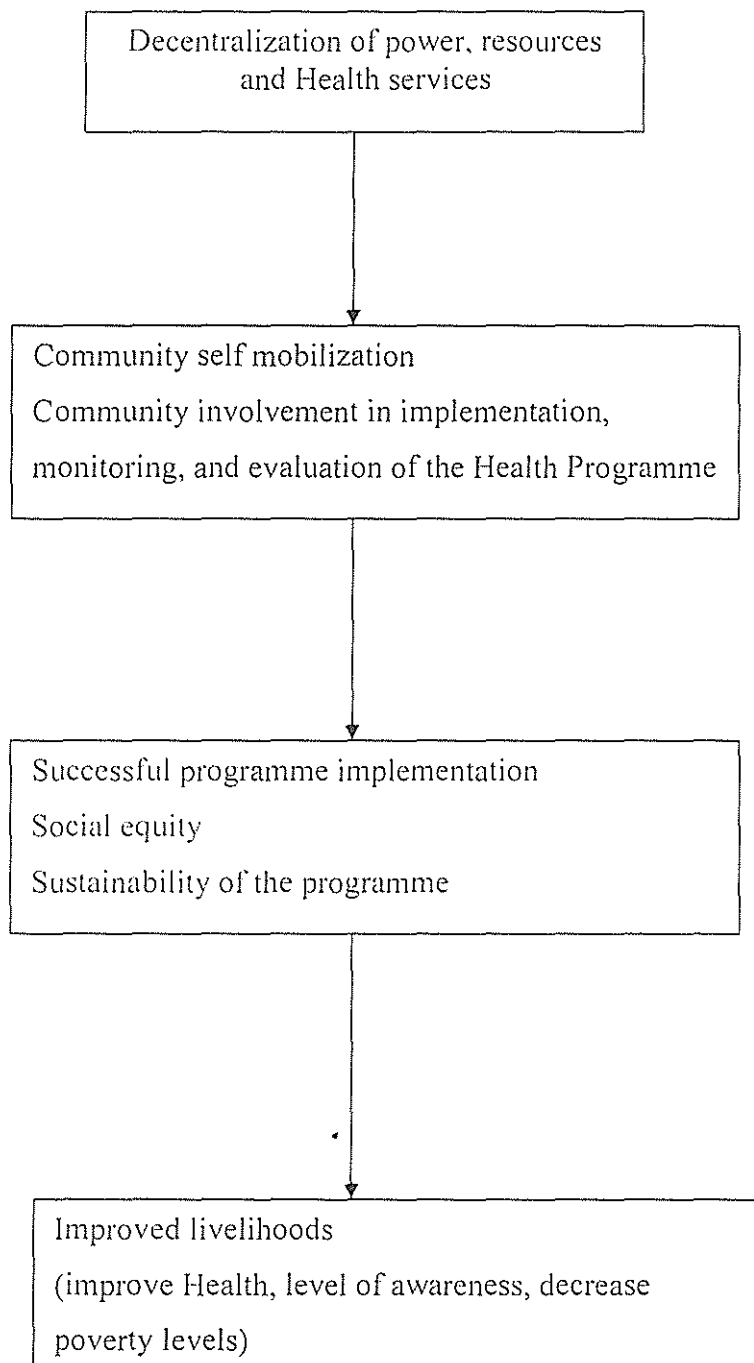 Decentralization of power, resources
and Health services
Community self mobilization
Community involvement in implementation,
monitoring, and evaluation of the Health Programme
Successful programme implementation
Social equity
Sustainability of the programme
Improved livelihoods
(improve Health, level of awareness, decrease
poverty levels)